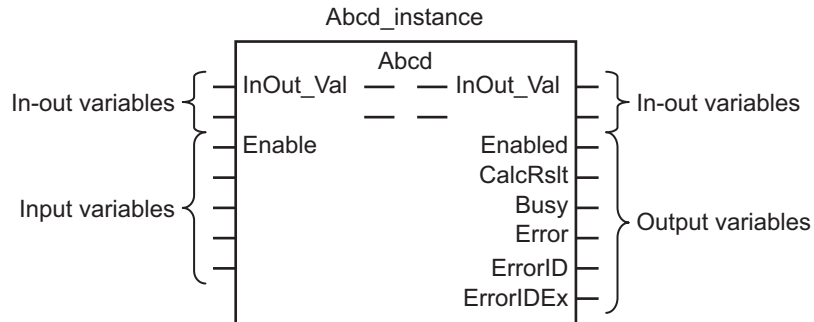 Abcd_instance
Abcd
In-out variables
InOut_Val
InOut_Val
In-out variables
Enable
Enabled
CalcRslt
Input variables
Busy
Output variables
Error
ErrorID
ErrorIDEx